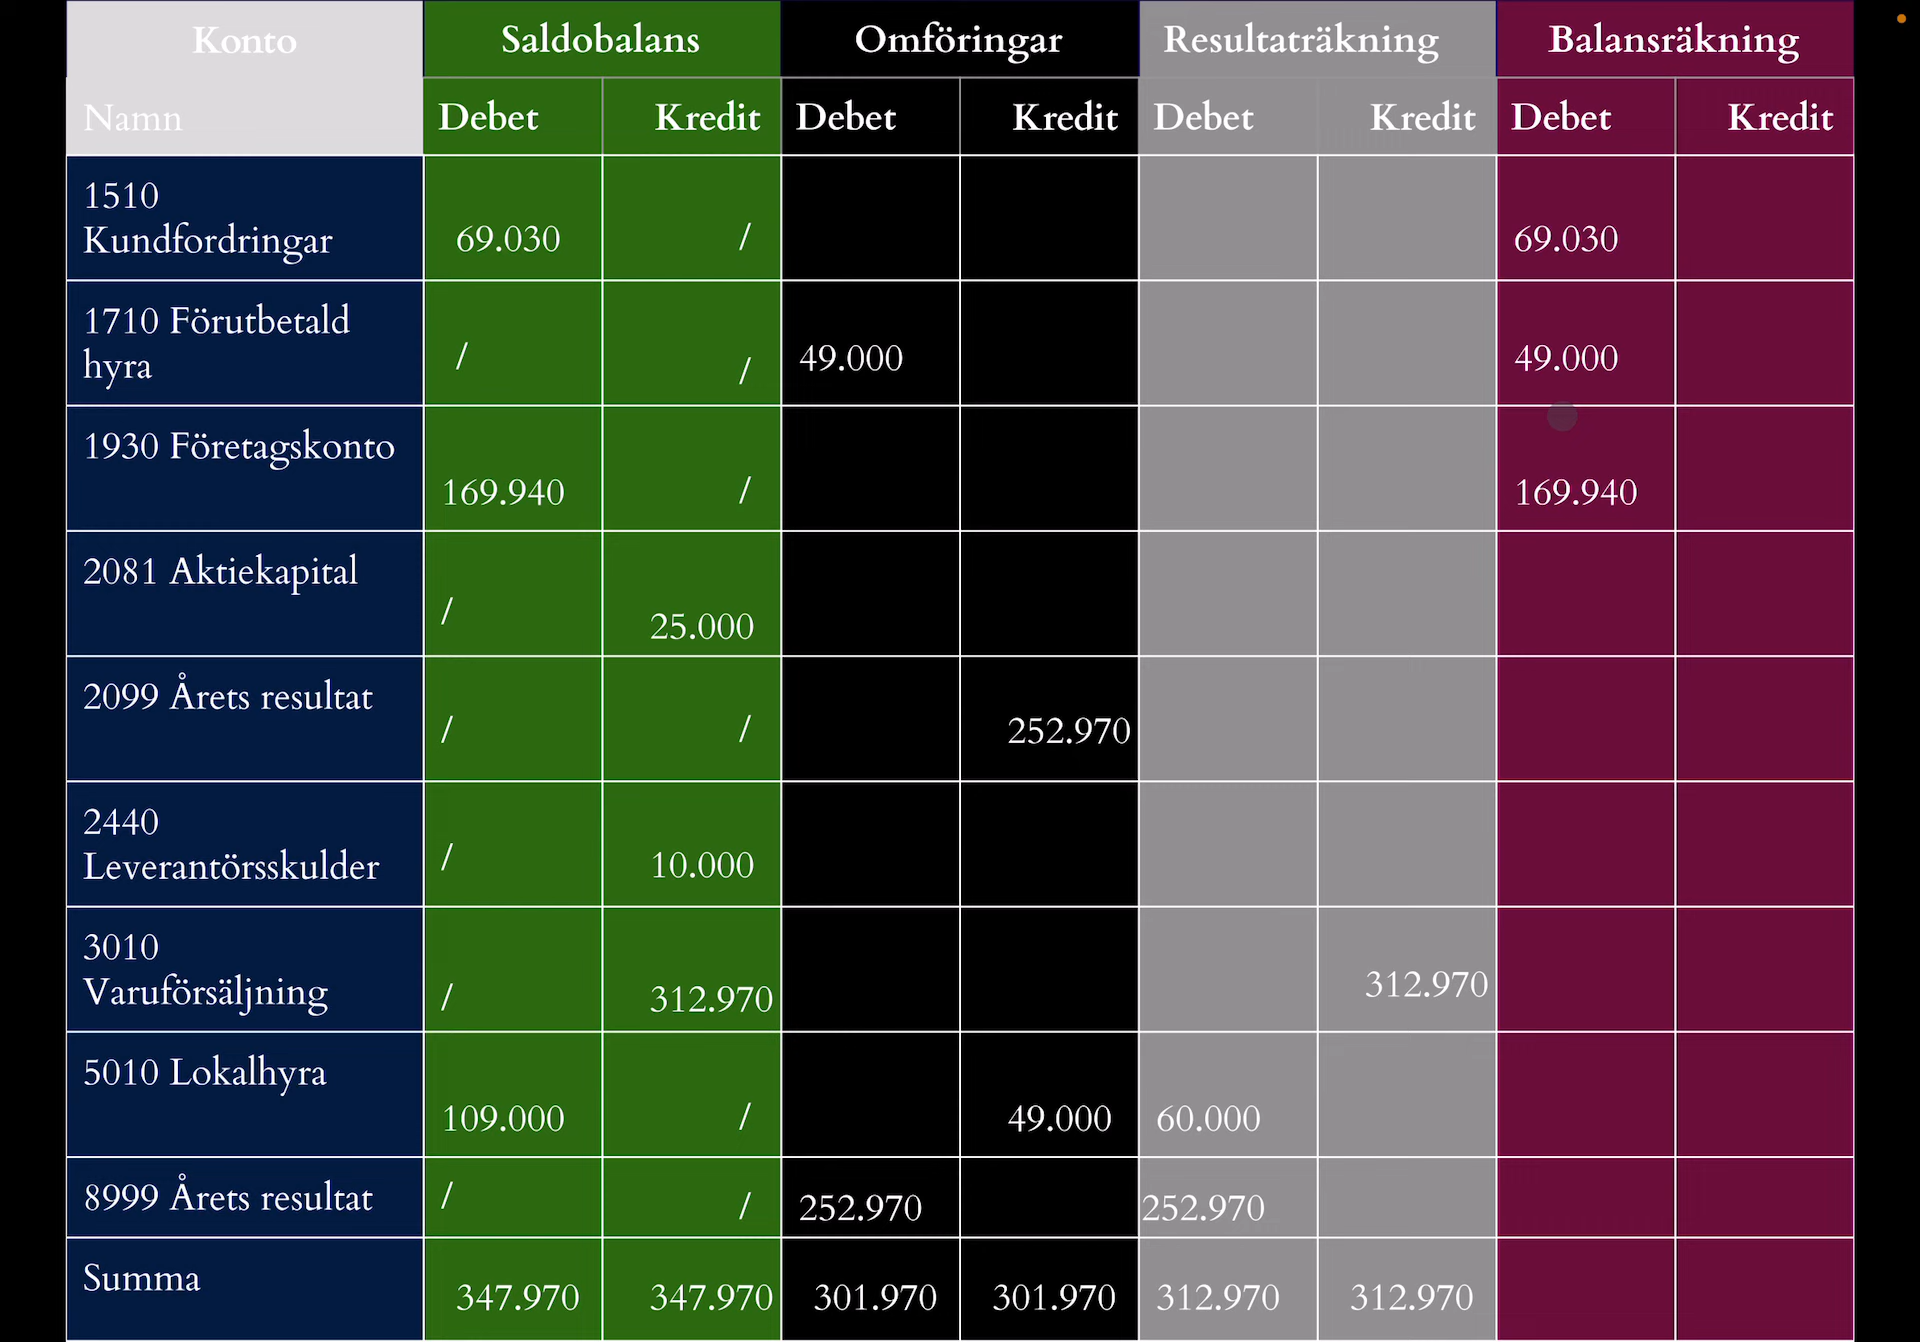 Konto Saldobalans Omföringar Resultaträkning Balansräkning
Namn Debet Kredit Debet Kredit Debet Kredit Debet Kredit
1510
Kundfordringar 69.030 / 69.030
1710 Förutbetald
hyra / / 49.000 49.000
1930 Företagskonto
169.940 / 169.940
2081 Aktiekapital
/ 25.000
2099 Årets resultat
/ / 252.970
2440
Leverantörsskulder / 10.000
3010
Varuförsäljning / 312.970 312.970
5010 Lokalhyra
109.000 / 49.000 60.000
8999 Årets resultat / / 252.970 252.970
Summa 347.970 347.970 301.970 301.970 312.970 312.970